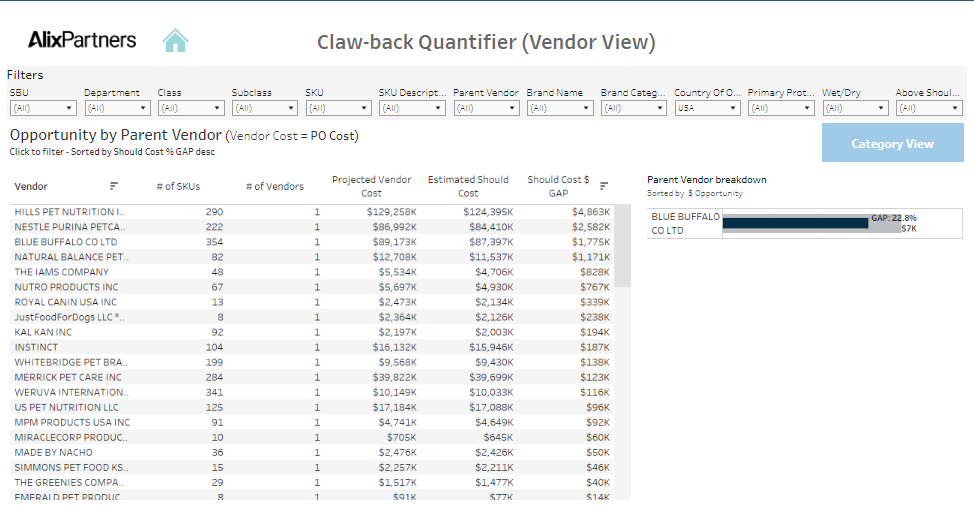 AlixPartners
Claw-back Quantifier (Vendor View)
Filters
SBU Department Class Subclass SKU SKU Descript... Parent Vendor Brand Name Brand Categ... Country Of O... Primary Prot... Wet/Dry Above Shoul...
(All) (All) (All) (All) (All) (All) (All) (All) (All) USA (All) (All) (All)
Opportunity by Parent Vendor (Vendor Cost = PO Cost)
Click to filter - Sorted by Should Cost % GAP desc
Category View
Vendor # of SKUs # of Vendors Projected Vendor Cost Estimated Should Cost Should Cost $ GAP
HILLS PET NUTRITION I.. 290 1 $129,258K $124,395K $4,863K
NESTLE PURINA PETCA.. 222 1 $86,992K $84,410K $2,582K
BLUE BUFFALO CO LTD 354 1 $89,173K $87,397K $1,775K
NATURAL BALANCE PET.. 82 1 $12,708K $11,537K $1,171K
THE IAMS COMPANY 48 1 $5,534K $4,706K $828K
NUTRO PRODUCTS INC 67 1 $5,697K $4,930K $767K
ROYAL CANIN USA INC 13 1 $2,473K $2,134K $339K
JustFoodForDogs LLC *.. 8 1 $2,364K $2,126K $238K
KAL KAN INC 92 1 $2,197K $2,003K $194K
INSTINCT 104 1 $16,132K $15,946K $187K
WHITEBRIDGE PET BRA.. 199 1 $9,568K $9,430K $138K
MERRICK PET CARE INC 284 1 $39,822K $39,699K $123K
WERUVA INTERNATION.. 341 1 $10,149K $10,033K $116K
US PET NUTRITION LLC 125 1 $17,184K $17,088K $96K
MPM PRODUCTS USA INC 91 1 $4,741K $4,649K $92K
MIRACLECORP PRODUC.. 10 1 $705K $645K $60K
MADE BY NACHO 36 1 $2,476K $2,426K $50K
SIMMONS PET FOOD KS.. 15 1 $2,257K $2,211K $46K
THE GREENIES COMPA.. 29 1 $1,517K $1,477K $40K
EMERALD PET PRODUC 8 1 $91K $77K $14K
Parent Vendor breakdown
Sorted by $ Opportunity
BLUE BUFFALO CO LTD
GAP: 22.8%
$7K